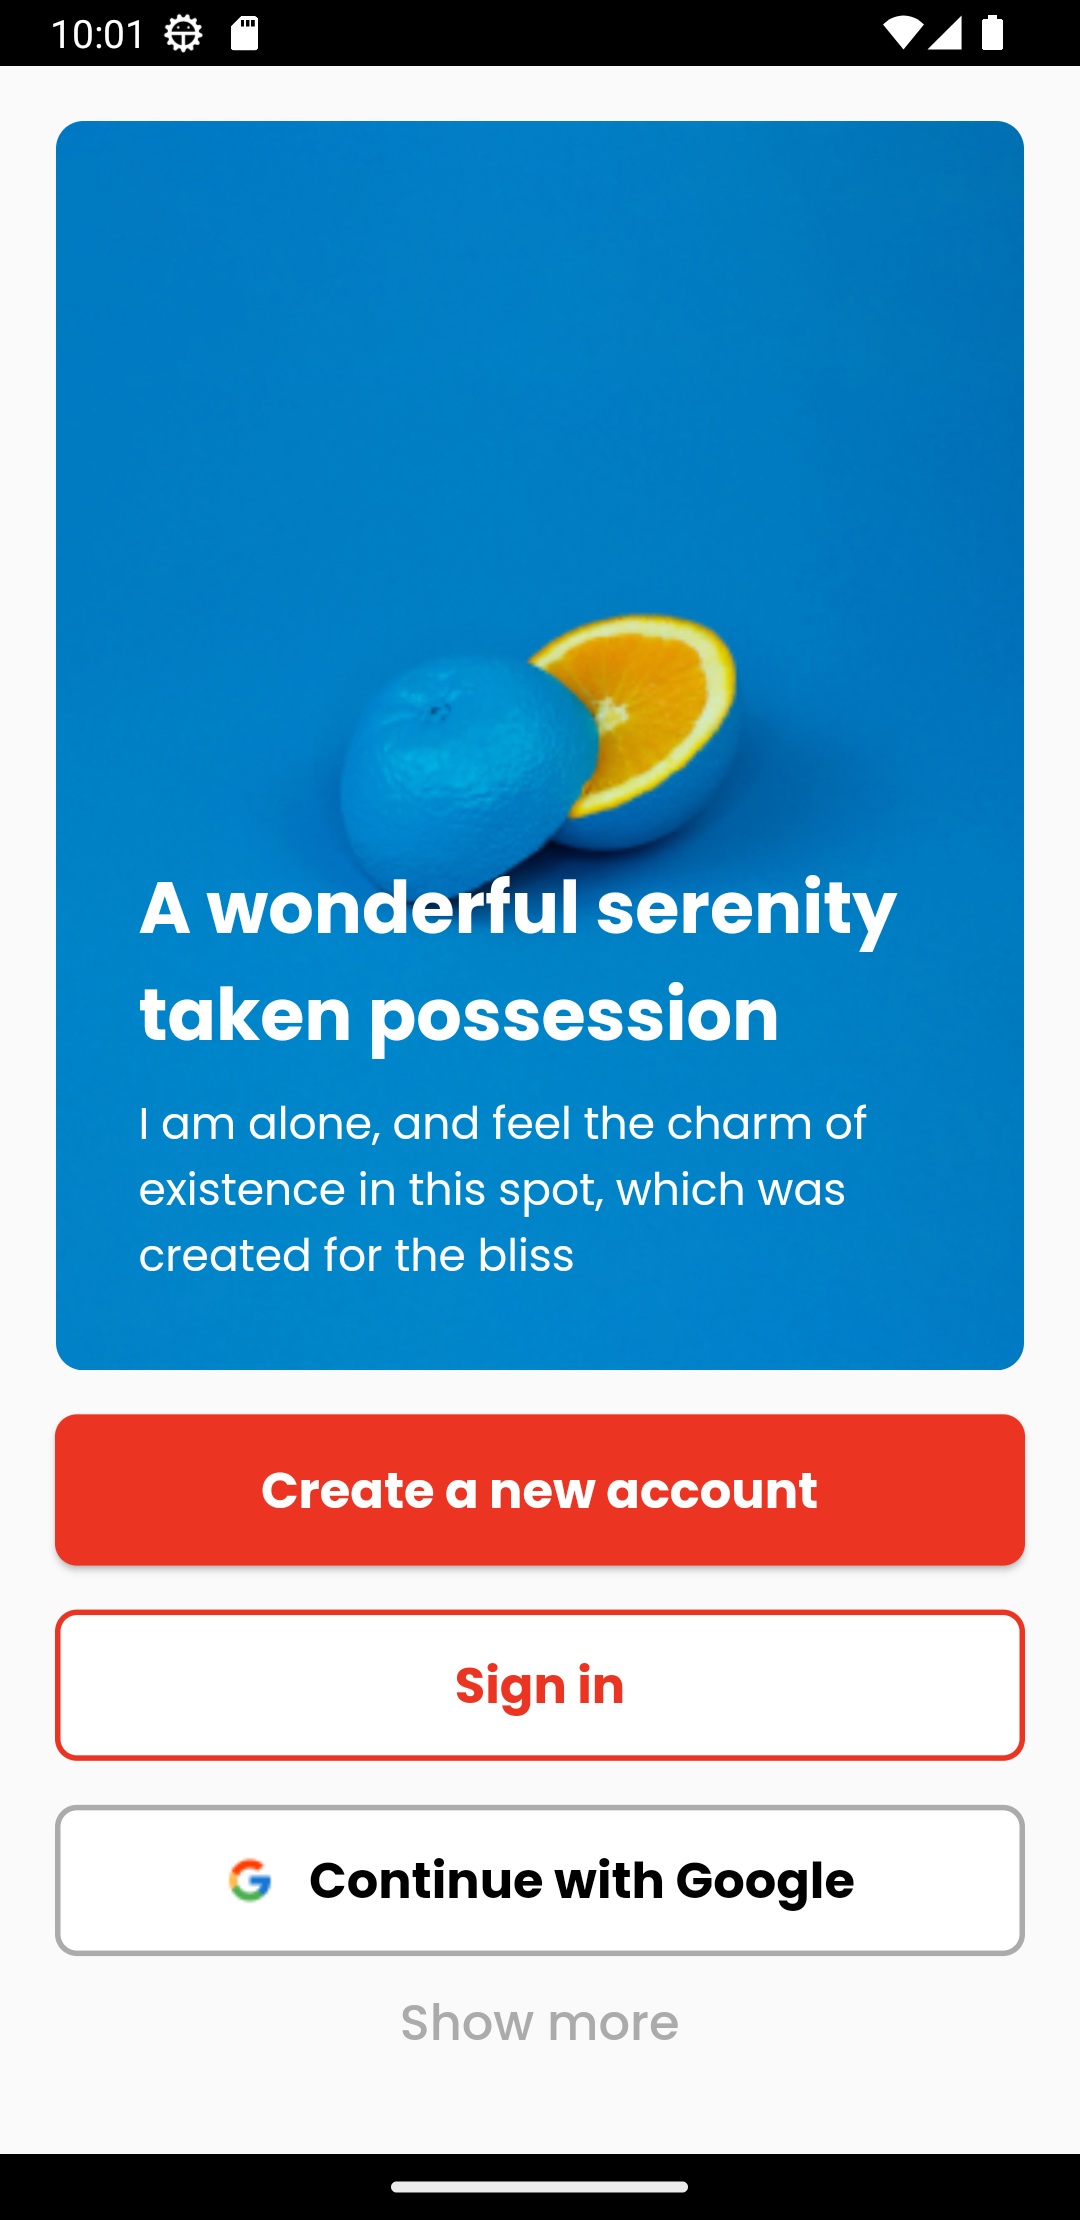 10:01
A wonderful serenity
taken possession
I am alone, and feel the charm of
existence in this spot, which was
created for the bliss
Create a new account
Sign in
Continue with Google
Show more